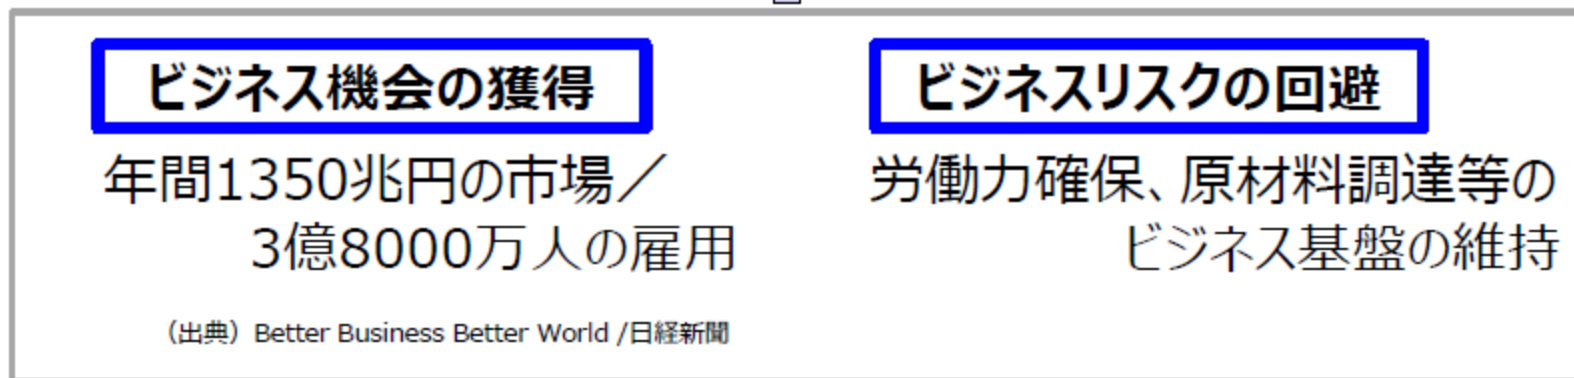 ビジネス機会の獲得
年間1350兆円の市場／
3億8000万人の雇用
（出典）Better Business Better World /日経新聞
ビジネスリスクの回避
労働力確保、原材料調達等の
ビジネス基盤の維持